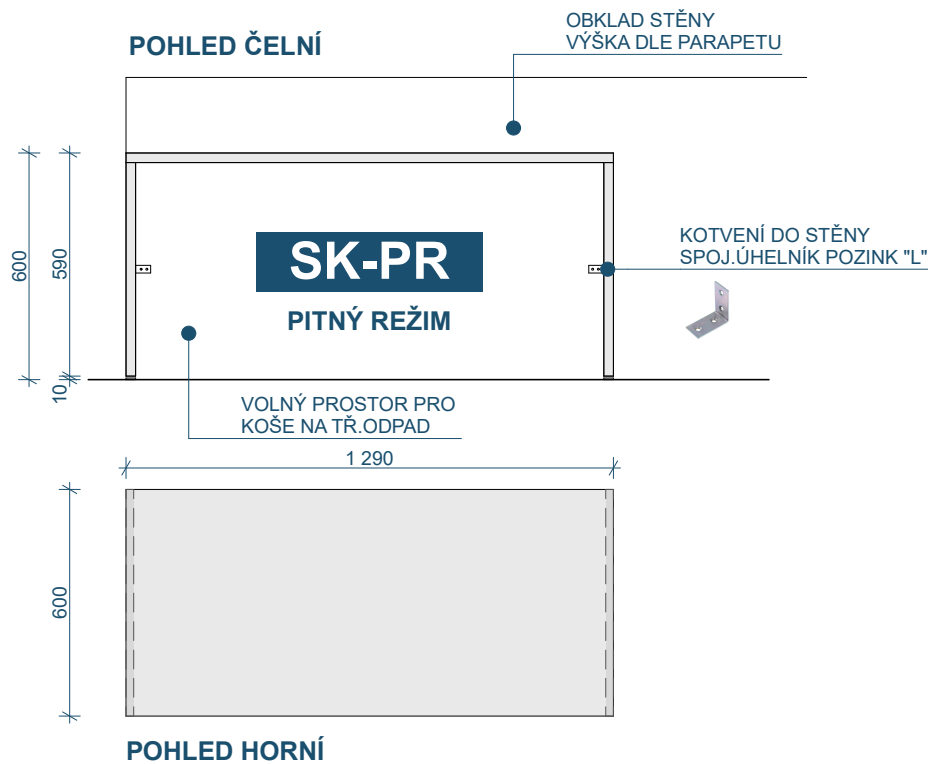 POHLED ČELNÍ
OBKLAD STĚNY
VÝŠKA DLE PARAPETU
600
590
10
SK-PR
PITNÝ REŽIM
KOTVENÍ DO STĚNY
SPOJ.ÚHELNÍK POZINK "L"
VOLNÝ PROSTOR PRO
KOŠE NA TŘ.ODPAD
1 290
600
POHLED HORNÍ